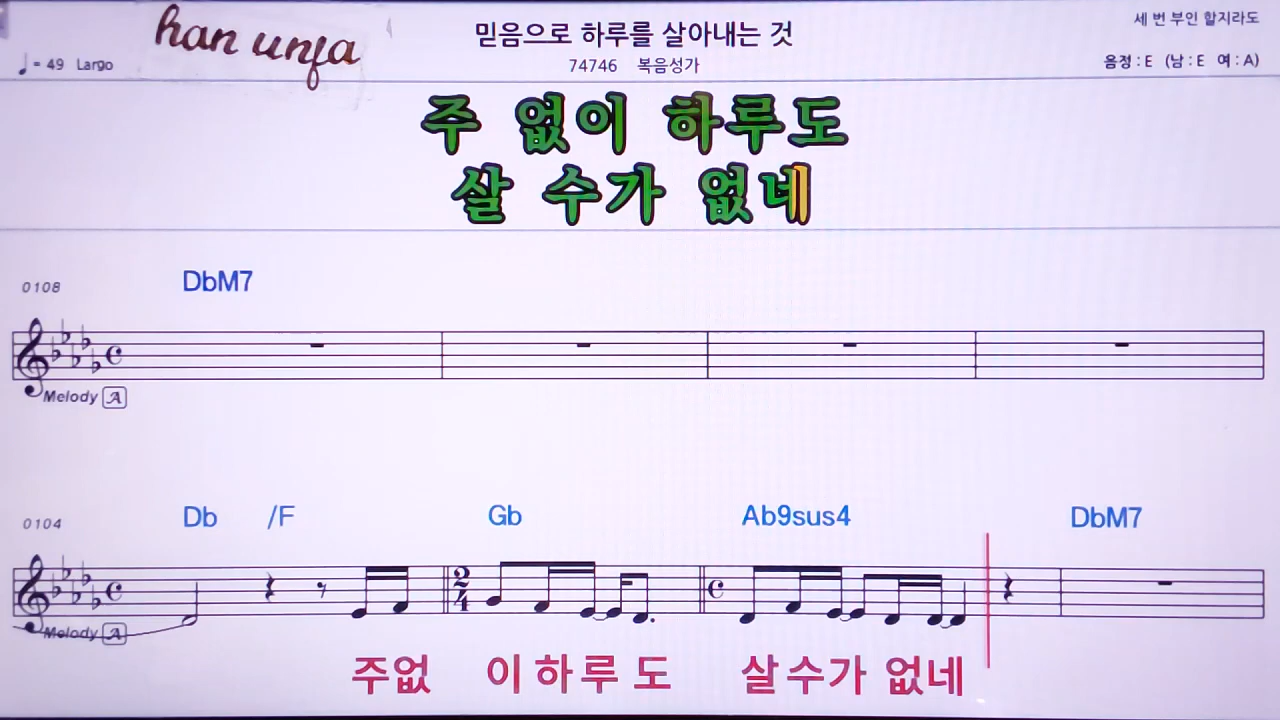 han unfa
믿음으로 하루를 살아내는 것
세 번 부인 할지라도
♩= 49 Largo
74746 복음성가
음정 : E (남 : E 여 : A)
주 없이 하루도
살 수가 없네
0108 DbM7
Melody A
0104 Db /F Gb Ab9sus4 DbM7
2
4
Melody A
주없 이하루 도 살수가 없네